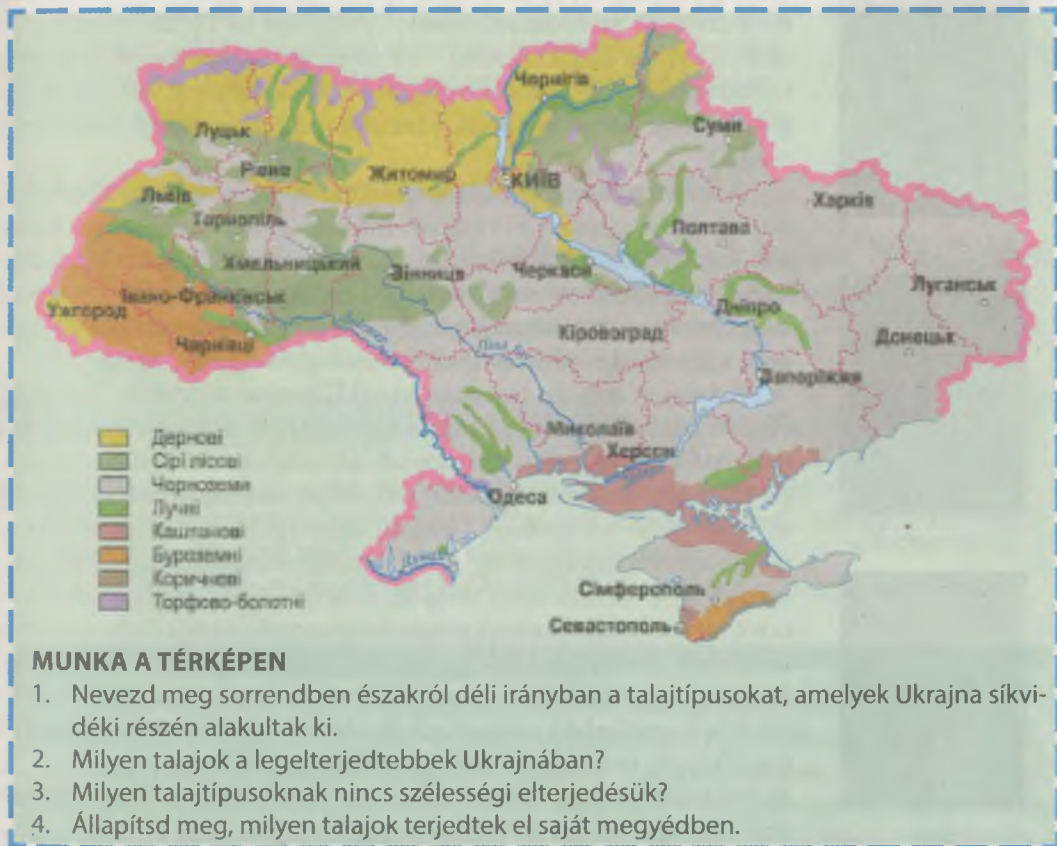 Чернігів
Суми
Луцьк
Рівне
Житомир
КИЇВ
Львів
Харків
Тернопіль
Полтава
Хмельницький
Вінниця
Черкаси
Луганськ
Івано-Франківськ
Дніпро
Ужгород
Кіровоград
Донецьк
Чернівці
Запоріжжя
Миколаїв
Херсон
Одеса
Дернові
Сірі лісові
Чорноземи
Лучні
Каштанові
Буроземні
Коричневі
Торфово-болотні
Сімферополь
Севастополь
MUNKA A TÉRKÉPEN
1. Nevezd meg sorrendben északról déli irányban a talajtípusokat, amelyek Ukrajna síkvi-
déki részén alakultak ki.
2. Milyen talajok a legelterjedtebbek Ukrajnában?
3. Milyen talajtípusoknak nincs szélességi elterjedésük?
4. Állapítsd meg, milyen talajok terjedtek el saját megyédben.